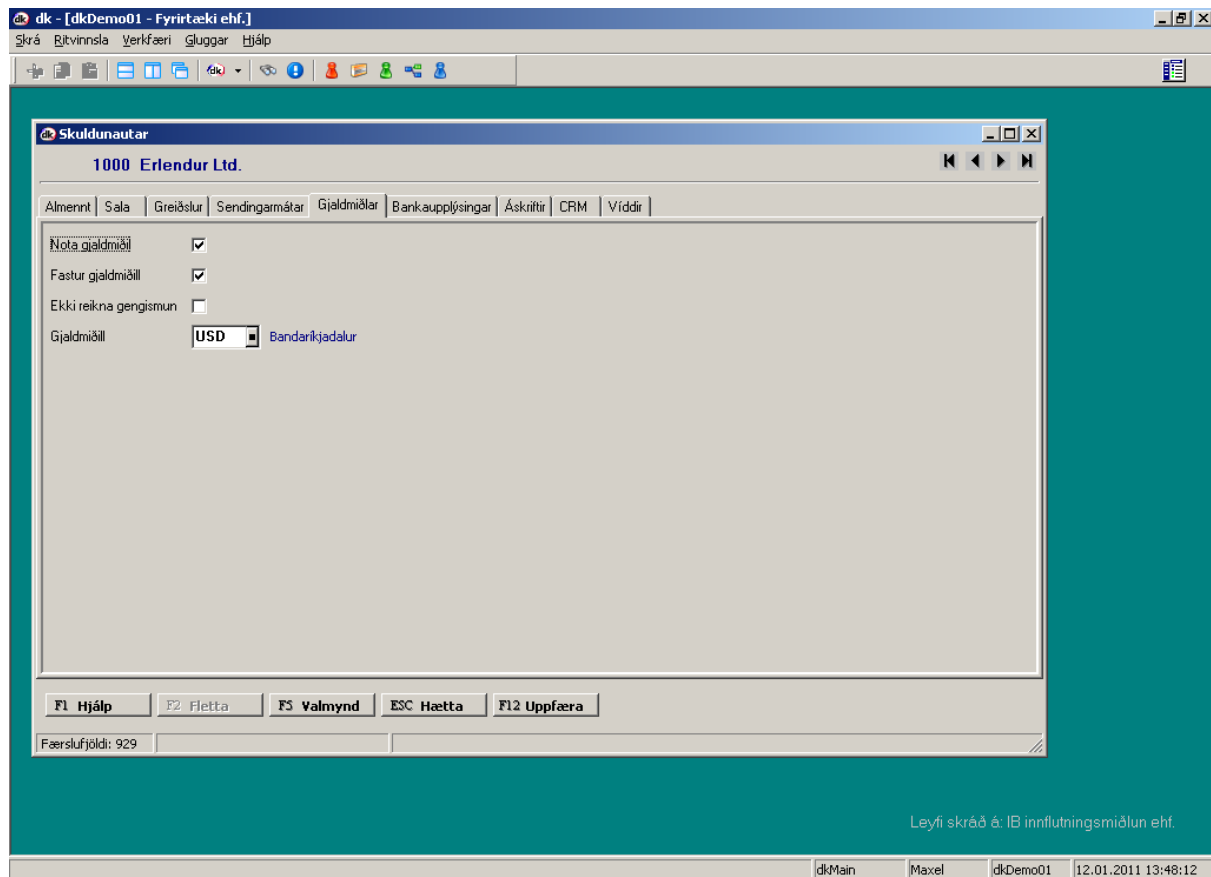 dk - [dkDemo01 - Fyrirtæki ehf.]
Skrá Ritvinnsla Verkfæri Gluggar Hjálp
dk
Skuldunautar
1000 Erlendur Ltd.
Almennt Sala Greiðslur Sendingarmátar Gjaldmiðlar Bankaupplýsingar Áskriftir CRM Víddir
Nota gjaldmiðil
Fastur gjaldmiðill
Ekki reikna gengismun
Gjaldmiðill USD Bandaríkjadalur
F1 Hjálp F2 Fletta F5 Valmynd ESC Hætta F12 Uppfæra
Færslufjöldi: 929
Leyfi skráð á: IB innflutningsmiðlun ehf.
dkMain Maxel dkDemo01 12.01.2011 13:48:12